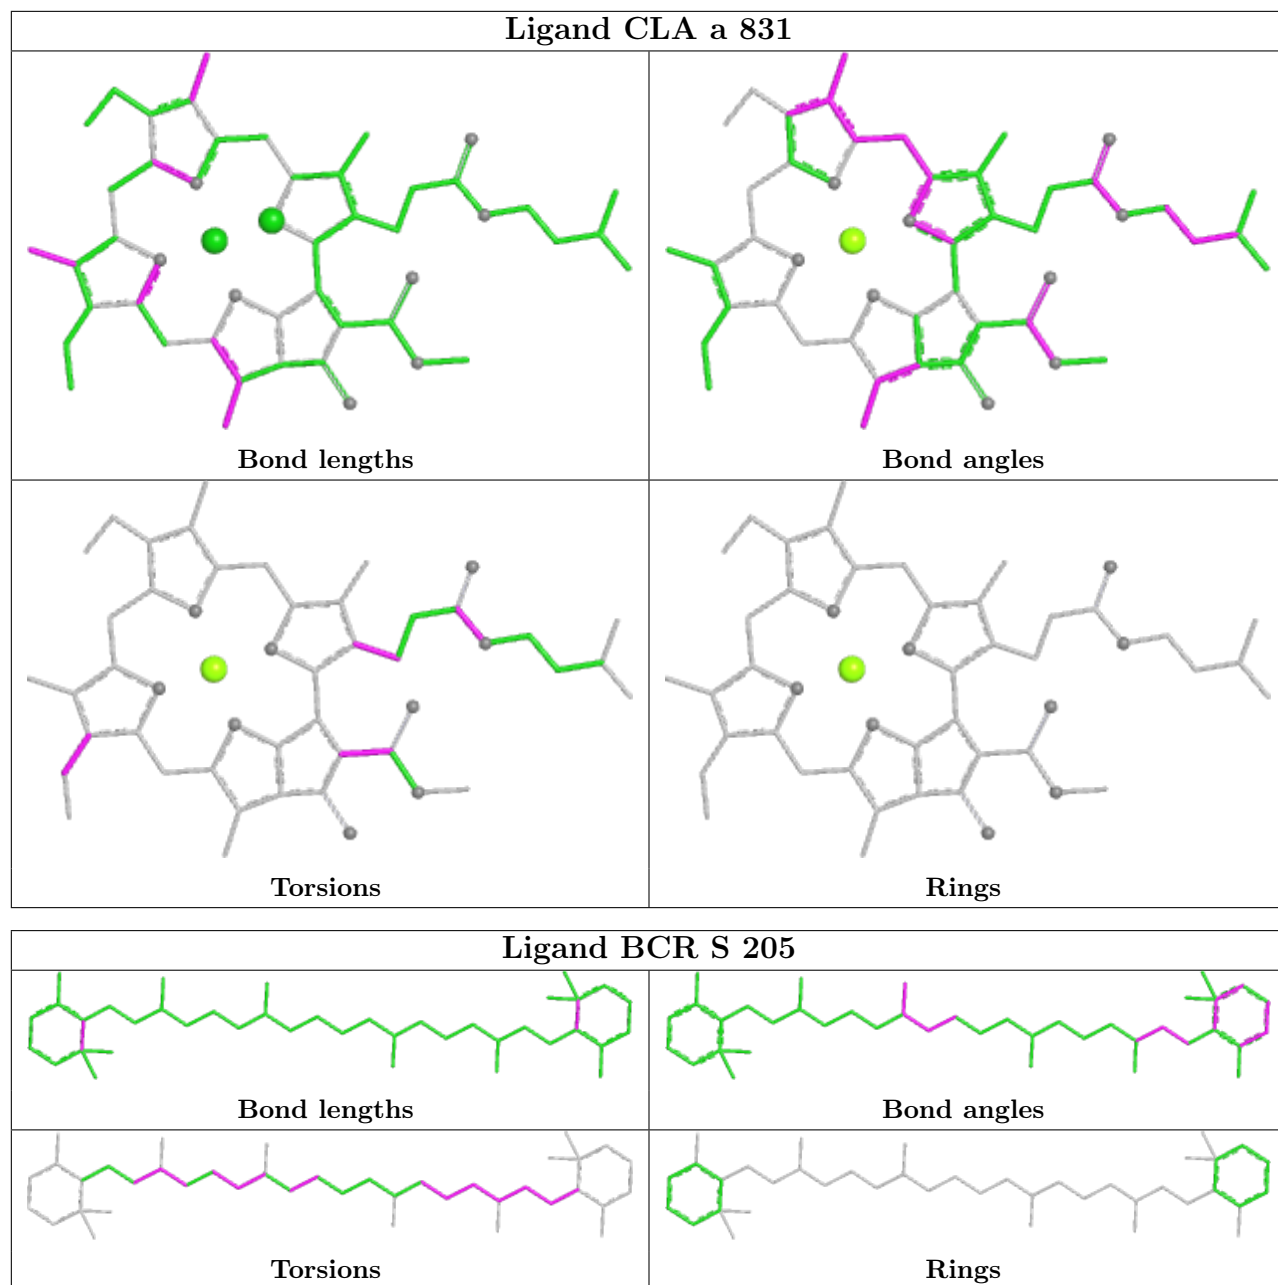 Ligand CLA a 831
Bond lengths
Bond angles
Torsions
Rings
Ligand BCR S 205
Bond lengths
Bond angles
Torsions
Rings